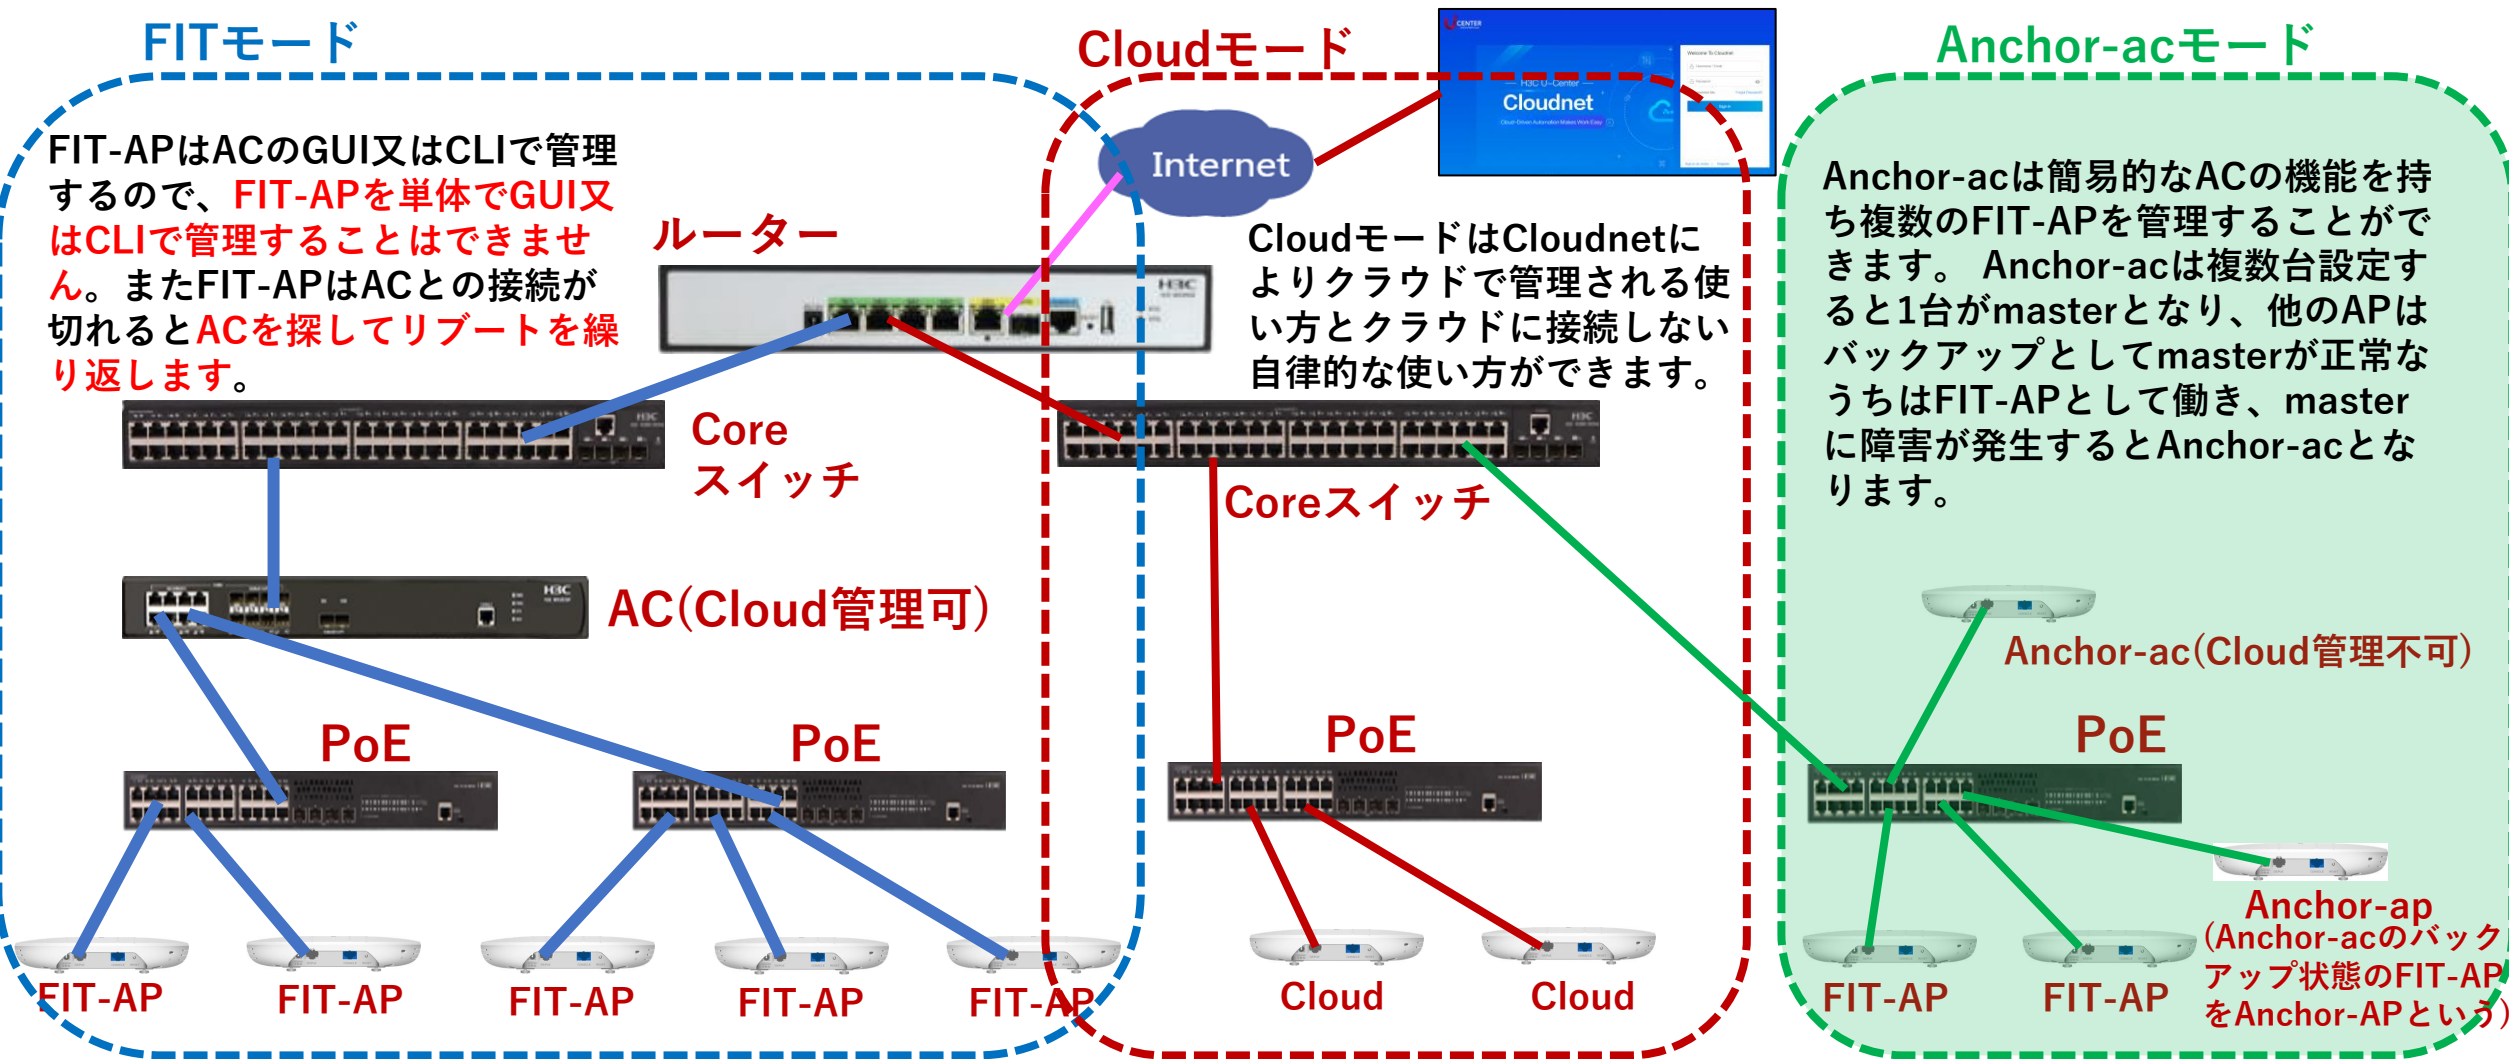 FITモード
Cloudモード
Anchor-acモード
CENTER
H3C U-Center
Cloudnet
Cloud-Driven Automation Makes Work Easy
Welcome To Cloudnet
Internet
FIT-APはACのGUI又はCLIで管理
するので、FIT-APを単体でGUI又
はCLIで管理することはできませ
ん。またFIT-APはACとの接続が
切れるとACを探してリブートを繰
り返します。
ルーター
H3C
CloudモードはCloudnetに
よりクラウドで管理される使
い方とクラウドに接続しない
自律的な使い方ができます。
Anchor-acは簡易的なACの機能を持
ち複数のFIT-APを管理することがで
きます。 Anchor-acは複数台設定す
ると1台がmasterとなり、他のAPは
バックアップとしてmasterが正常な
うちはFIT-APとして働き、master
に障害が発生するとAnchor-acとな
ります。
H3C
Core
スイッチ
H3C
Coreスイッチ
H3C
AC(Cloud管理可)
Anchor-ac(Cloud管理不可)
PoE
PoE
PoE
PoE
FIT-AP
FIT-AP
FIT-AP
FIT-AP
FIT-AP
Cloud
Cloud
FIT-AP
FIT-AP
Anchor-ap
(Anchor-acのバック
アップ状態のFIT-AP
をAnchor-APという)